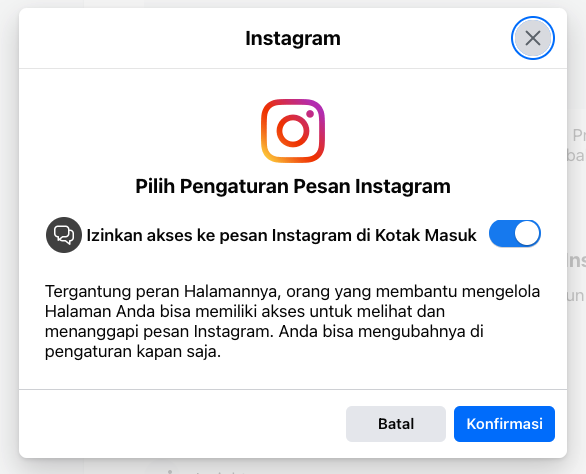 Instagram
Pilih Pengaturan Pesan Instagram
Izinkan akses ke pesan Instagram di Kotak Masuk
Tergantung peran Halamannya, orang yang membantu mengelola
Halaman Anda bisa memiliki akses untuk melihat dan
menanggapi pesan Instagram. Anda bisa mengubahnya di
pengaturan kapan saja.
Batal
Konfirmasi